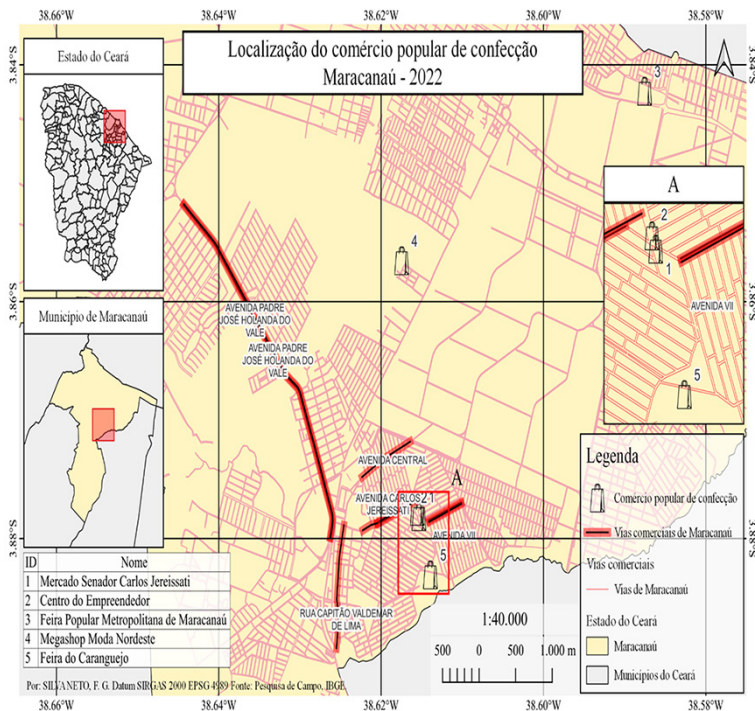 38.66°W 38.64°W 38.62°W 38.60°W 38.58°W
Estado do Ceará
Localização do comércio popular de confecção
Maracanaú - 2022
3.84°S
3.84°S
3
A
2
1
AVENIDA VII
5
4
3.86°S
3.86°S
AVENIDA PADRE
JOSÉ HOLANDA DO
VALE
AVENIDA PADRE
JOSÉ HOLANDA DO
VALE
Município de Maracanaú
AVENIDA CENTRAL
A
AVENIDA CARLOS
JEREISSATI
21
AVENIDA VII
5
3.88°S
3.88°S
RUA CAPITÃO VALDEMAR
DE LIMA
Legenda
Comércio popular de confecção
Vias comerciais de Maracanaú
Vias comerciais
Vias de Maracanaú
Estado do Ceará
Maracanaú
Municípios do Ceará
ID Nome
1 Mercado Senador Carlos Jereissati
2 Centro do Empreendedor
3 Feira Popular Metropolitana de Maracanaú
4 Megashop Moda Nordeste
5 Feira do Caranguejo
1:40.000
500 0 500 1.000 m
Por: SILVA NETO, F. G. Datum SIRGAS 2000 EPSG 4989 Fonte: Pesquisa de Campo, IBGE.
38.66°W 38.64°W 38.62°W 38.60°W 38.58°W